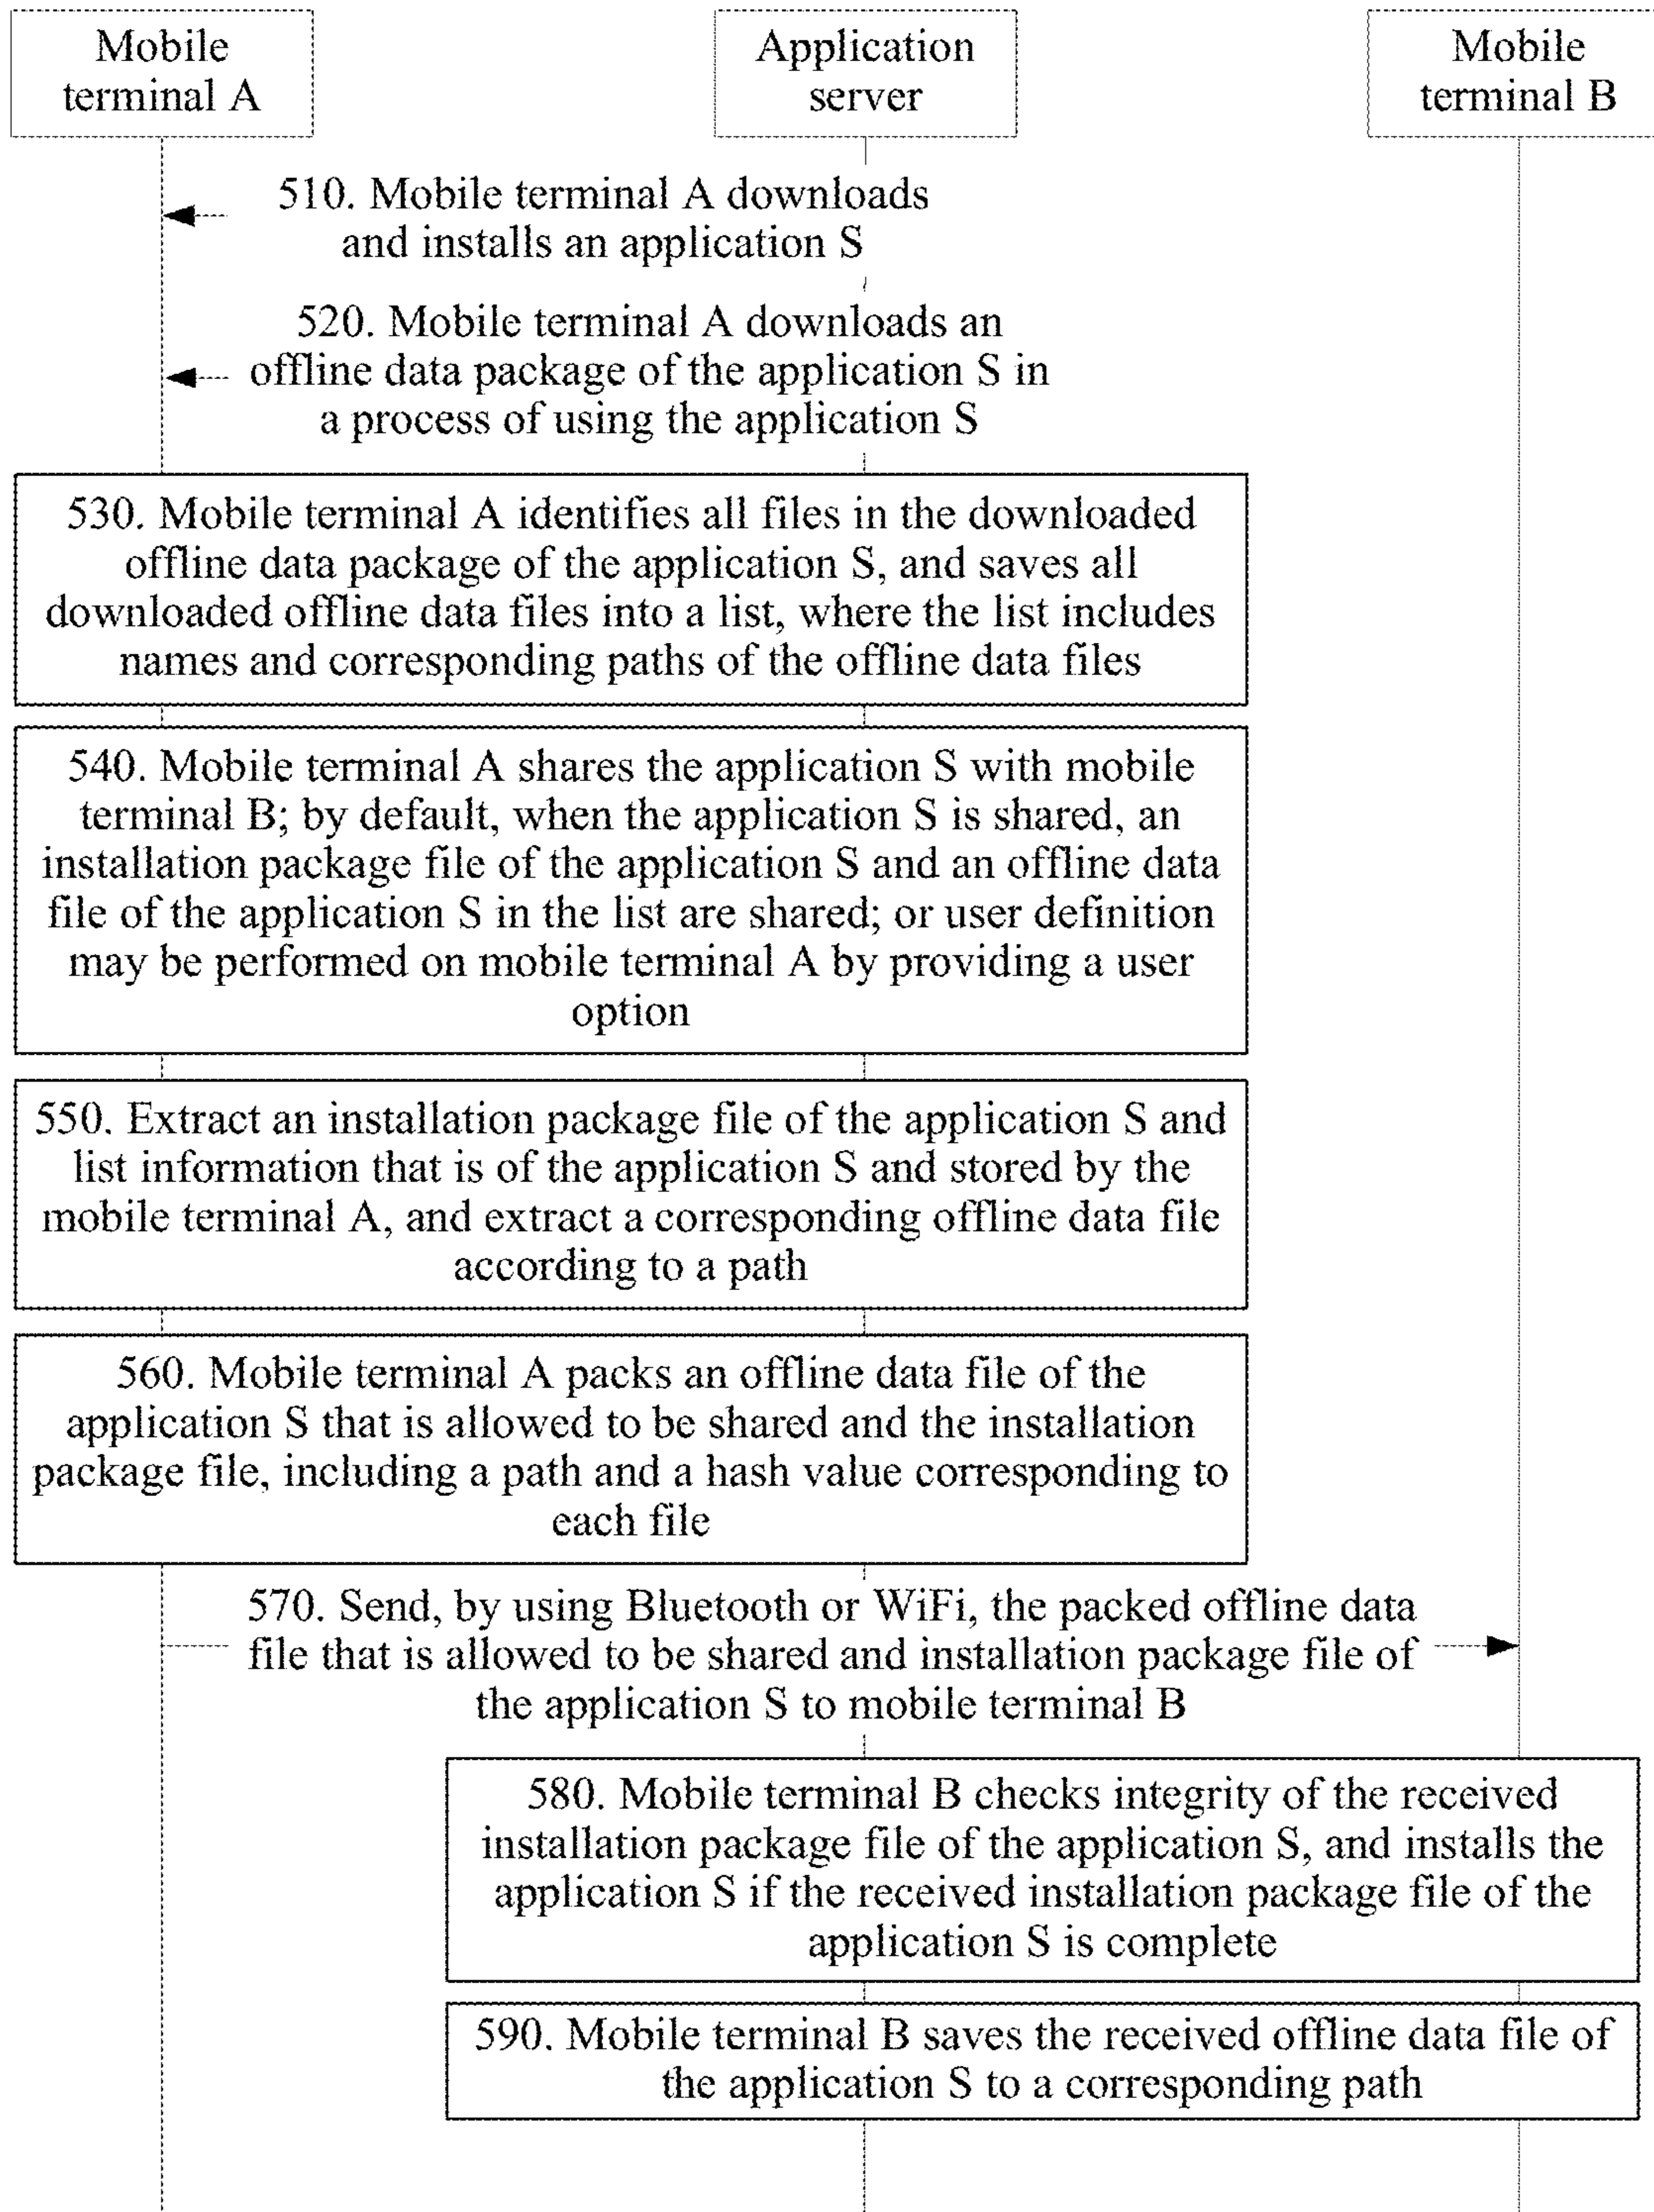 Mobile
terminal A
Application
server
Mobile
terminal B
510. Mobile terminal A downloads
and installs an application S
520. Mobile terminal A downloads an
offline data package of the application S in
a process of using the application S
530. Mobile terminal A identifies all files in the downloaded
offline data package of the application S, and saves all
downloaded offline data files into a list, where the list includes
names and corresponding paths of the offline data files
540. Mobile terminal A shares the application S with mobile
terminal B; by default, when the application S is shared, an
installation package file of the application S and an offline data
file of the application S in the list are shared; or user definition
may be performed on mobile terminal A by providing a user
option
550. Extract an installation package file of the application S and
list information that is of the application S and stored by the
mobile terminal A, and extract a corresponding offline data file
according to a path
560. Mobile terminal A packs an offline data file of the
application S that is allowed to be shared and the installation
package file, including a path and a hash value corresponding to
each file
570. Send, by using Bluetooth or WiFi, the packed offline data
file that is allowed to be shared and installation package file of
the application S to mobile terminal B
580. Mobile terminal B checks integrity of the received
installation package file of the application S, and installs the
application S if the received installation package file of the
application S is complete
590. Mobile terminal B saves the received offline data file of
the application S to a corresponding path